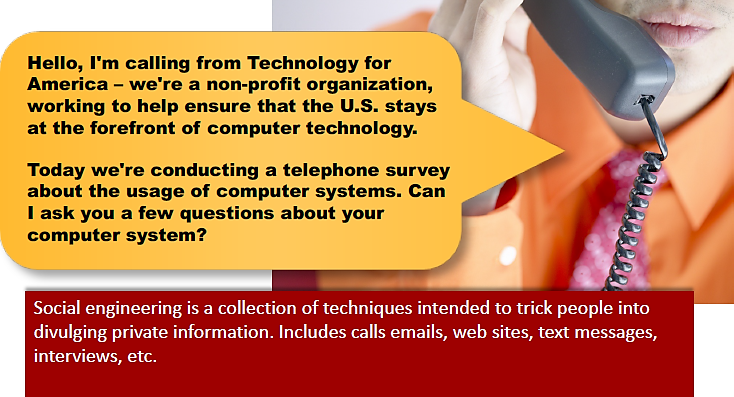 Hello, I'm calling from Technology for
America – we're a non-profit organization,
working to help ensure that the U.S. stays
at the forefront of computer technology.
Today we're conducting a telephone survey
about the usage of computer systems. Can
I ask you a few questions about your
computer system?
Social engineering is a collection of techniques intended to trick people into
divulging private information. Includes calls emails, web sites, text messages,
interviews, etc.